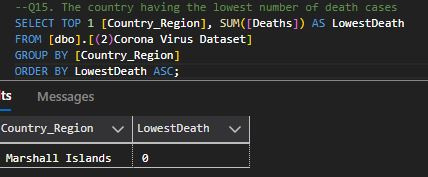 --Q15. The country having the lowest number of death cases
SELECT TOP 1 [Country_Region], SUM([Deaths]) AS LowestDeath
FROM [dbo].[(2)Corona Virus Dataset]
GROUP BY [Country_Region]
ORDER BY LowestDeath ASC;
ts Messages
Country_Region LowestDeath
Marshall Islands 0